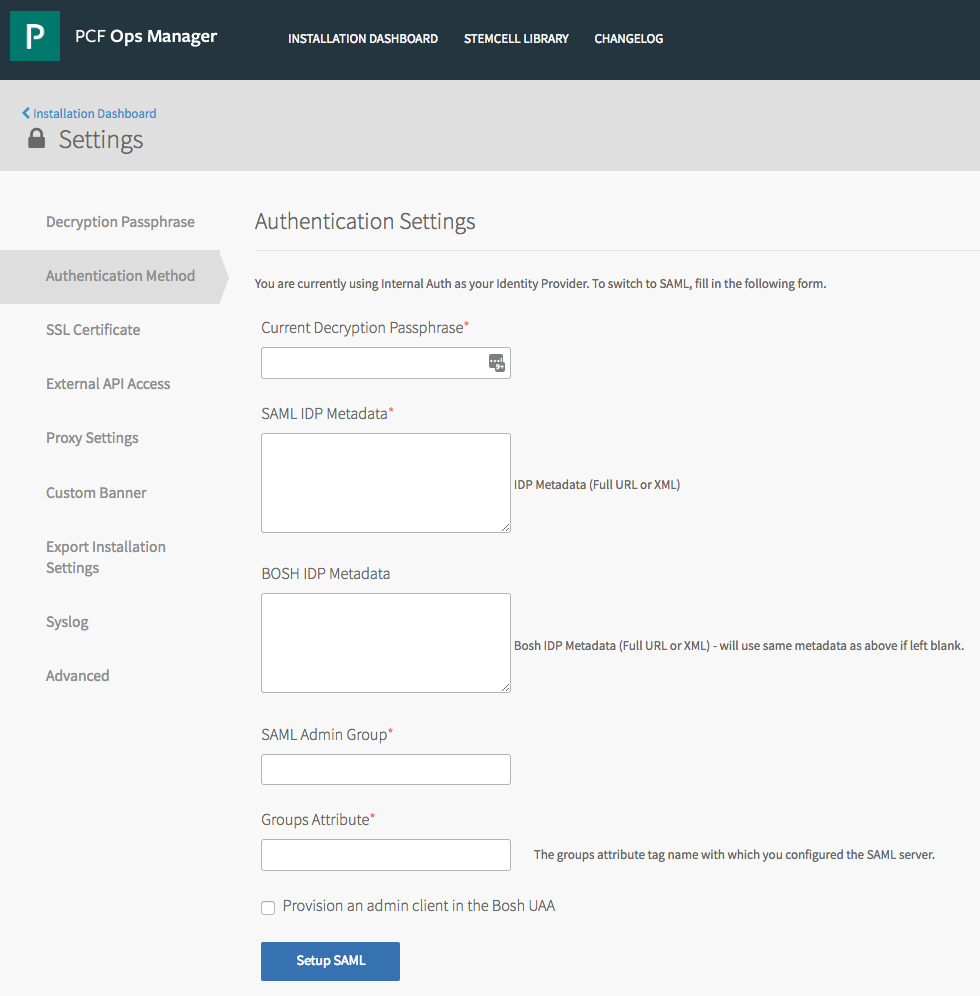 P
PCF Ops Manager
INSTALLATION DASHBOARD
STEMCELL LIBRARY
CHANGELOG
Installation Dashboard
Settings
Decryption Passphrase
Authentication Method
SSL Certificate
External API Access
Proxy Settings
Custom Banner
Export Installation
Settings
Syslog
Advanced
Authentication Settings
You are currently using Internal Auth as your Identity Provider. To switch to SAML, fill in the following form.
Current Decryption Passphrase*
9+
SAML IDP Metadata*
IDP Metadata (Full URL or XML)
BOSH IDP Metadata
Bosh IDP Metadata (Full URL or XML) - will use same metadata as above if left blank.
SAML Admin Group*
Groups Attribute*
The groups attribute tag name with which you configured the SAML server.
Provision an admin client in the Bosh UAA
Setup SAML